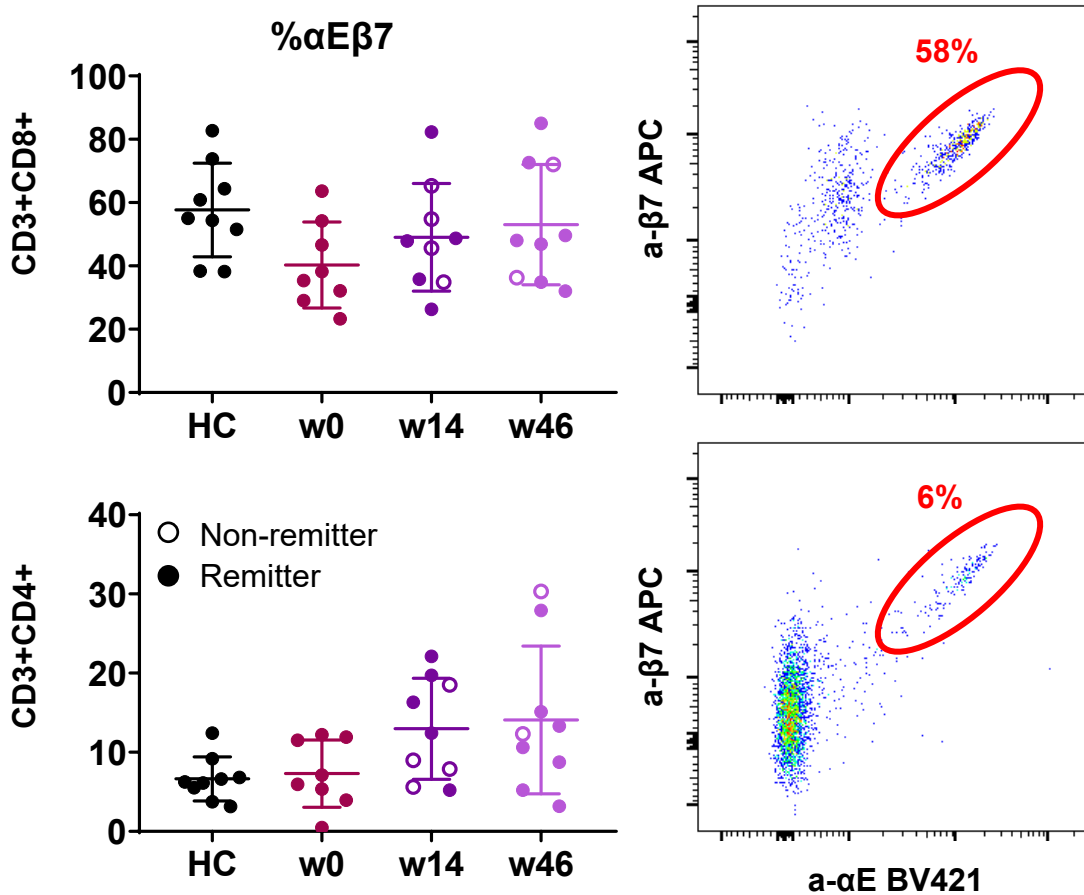 %αEβ7
CD3+CD8+
100
80
60
40
20
0
HC w0 w14 w46
58%
a-β7 APC
CD3+CD4+
40
30
20
10
0
Non-remitter
Remitter
HC w0 w14 w46
6%
a-β7 APC
a-αE BV421